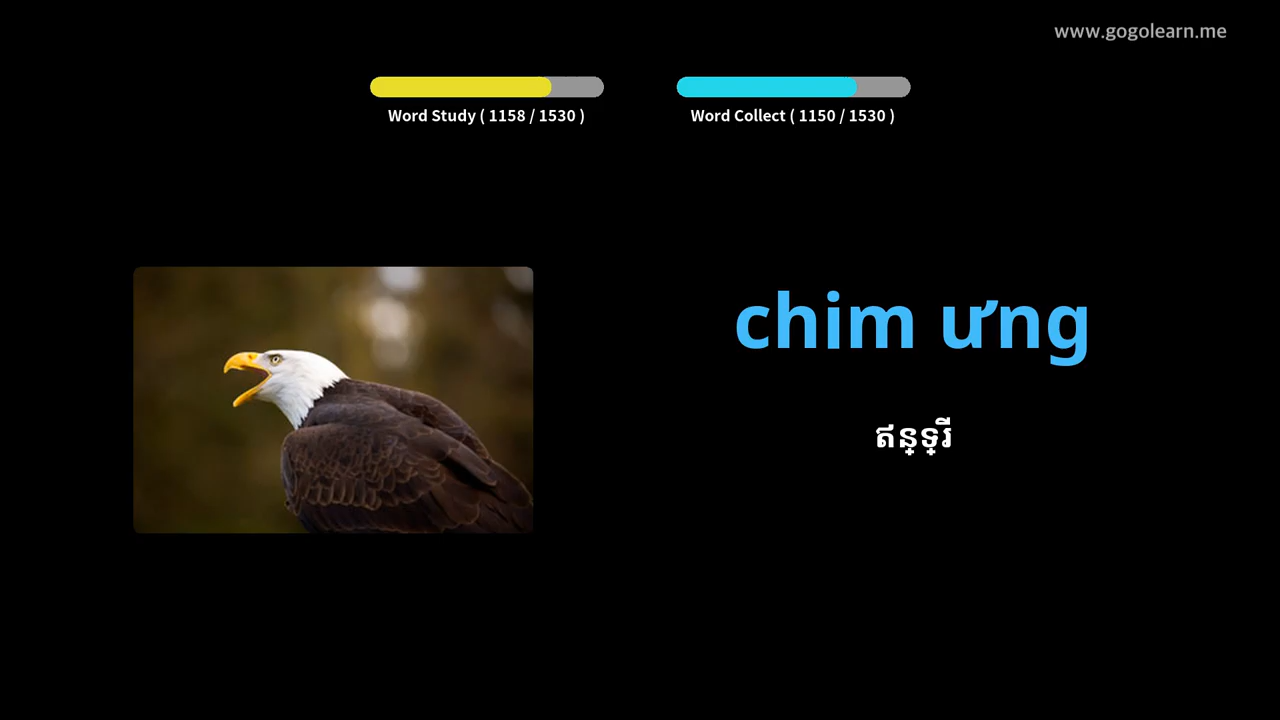 www.gogolearn.me
Word Study ( 1158 / 1530 )
Word Collect ( 1150 / 1530 )
chim ưng
ឥន្ទ្រី